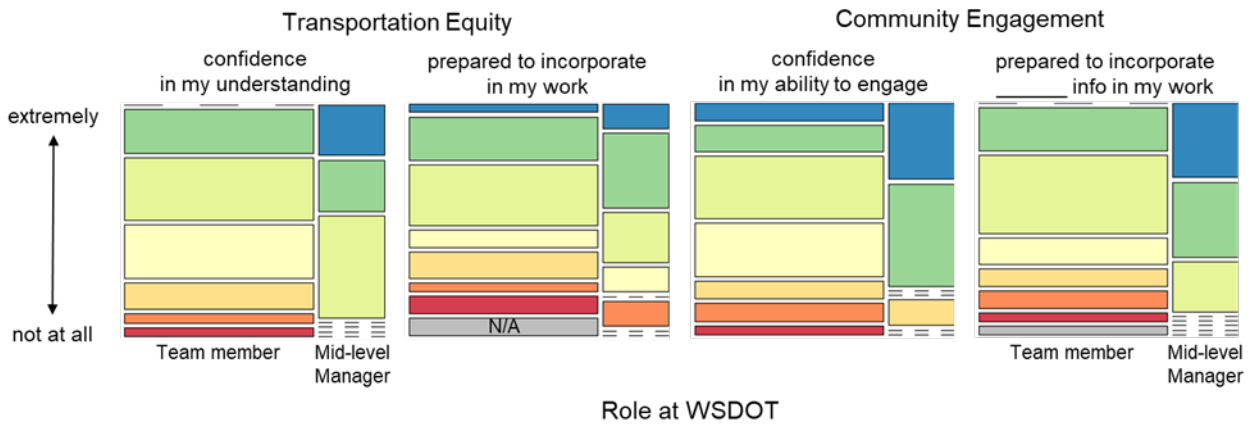 Transportation Equity
Community Engagement
confidence
in my understanding
prepared to incorporate
in my work
confidence
in my ability to engage
prepared to incorporate
_______ info in my work
extremely
not at all
N/A
Team member
Mid-level
Manager
Team member
Mid-level
Manager
Role at WSDOT